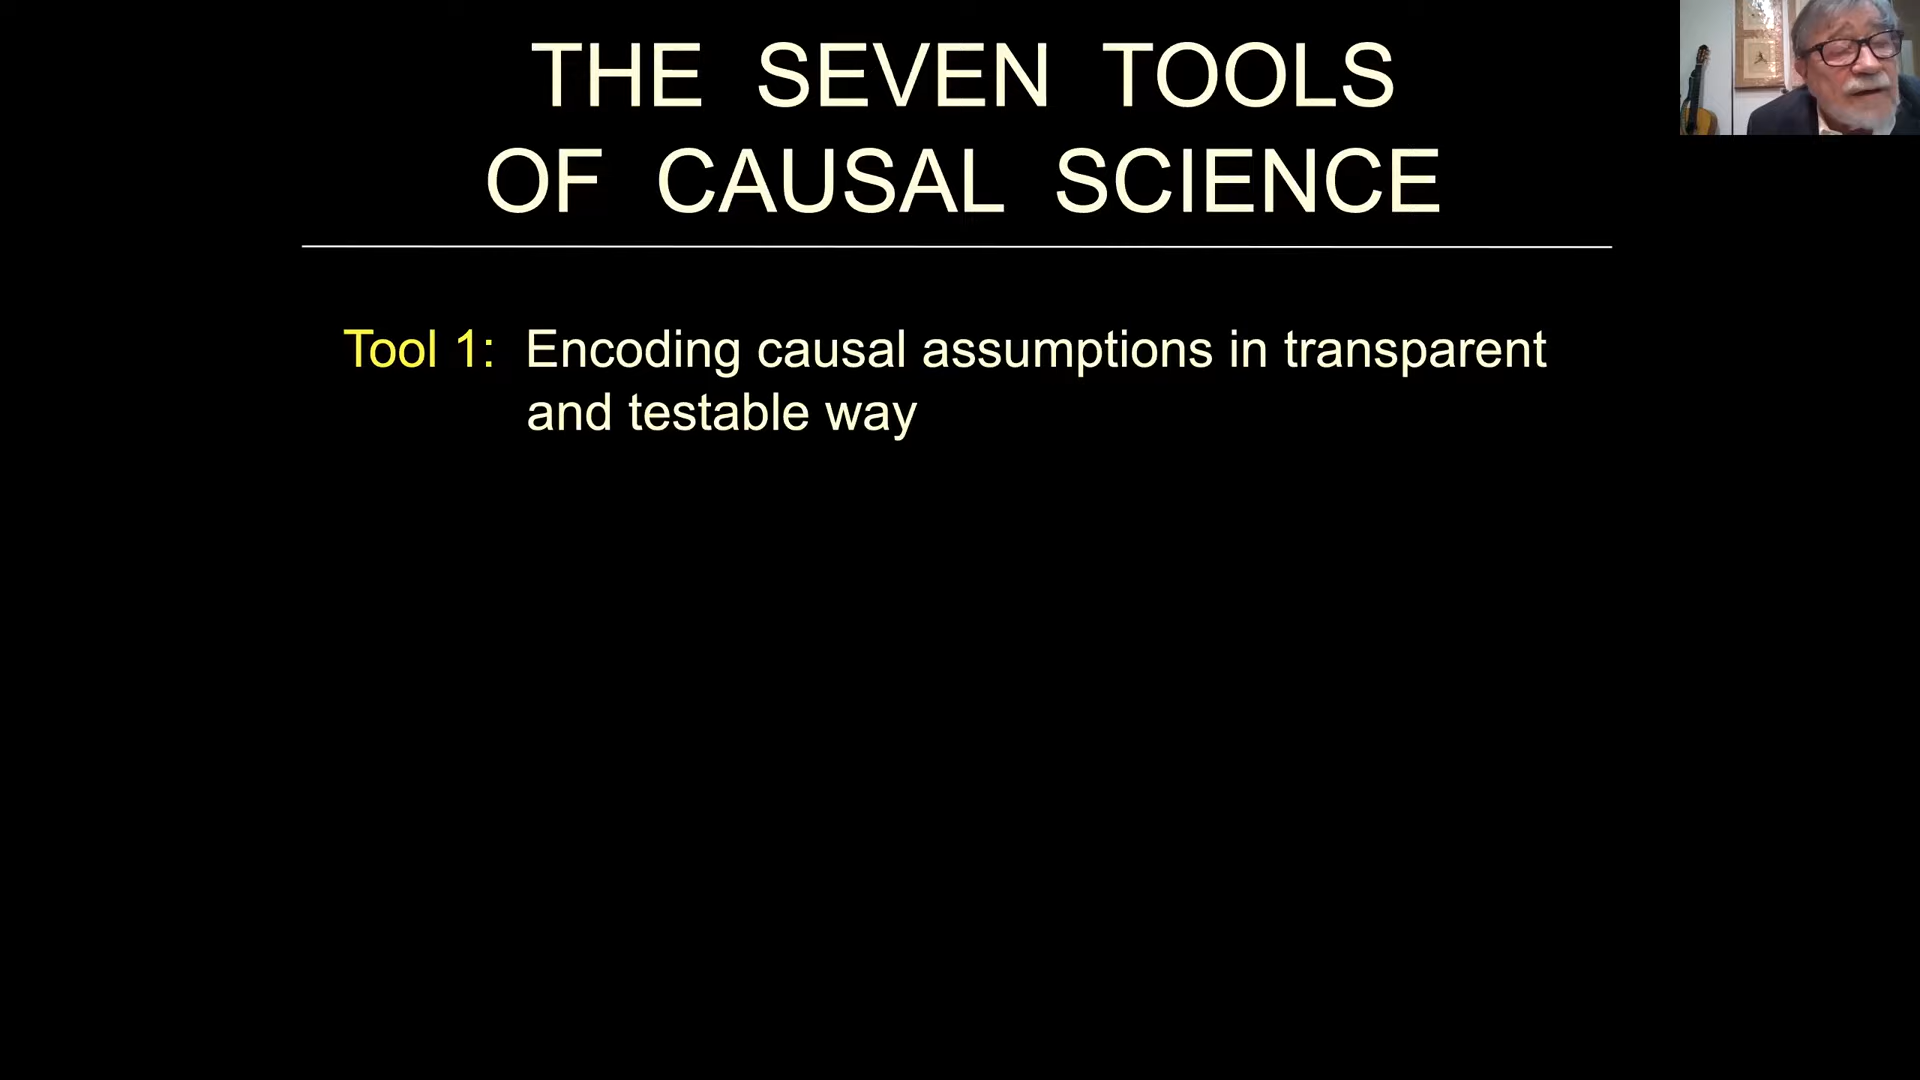 THE SEVEN TOOLS
OF CAUSAL SCIENCE
Tool 1: Encoding causal assumptions in transparent
and testable way